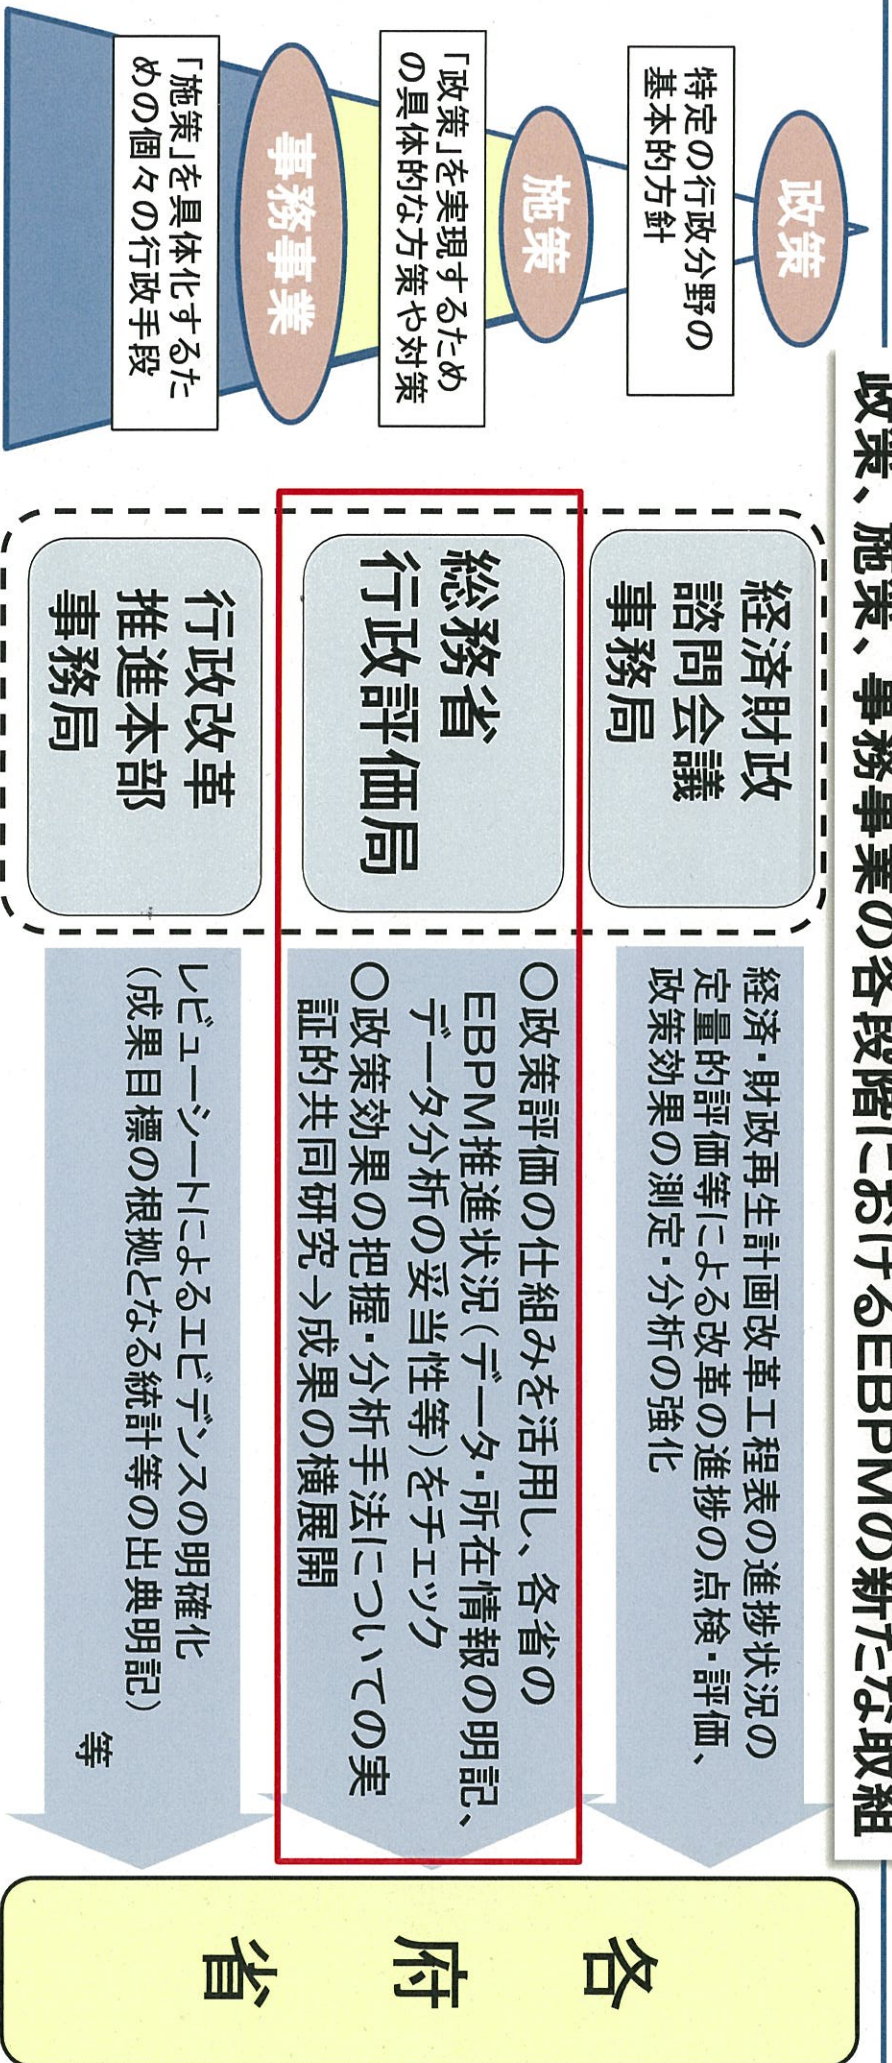 政策、施策、事務事業の各段階におけるEBPMの新たな取組
政策
特定の行政分野の
基本的方針
施策
「政策」を実現するため
の具体的な方策や対策
事務事業
「施策」を具体化するた
めの個々の行政手段
経済財政
諮問会議
事務局
経済・財政再生計画改革工程表の進捗状況の
定量的評価等による改革の進捗の点検・評価、
政策効果の測定・分析の強化
総務省
行政評価局
〇政策評価の仕組みを活用し、各省の
EBPM推進状況(データ・所在情報の明記、
データ分析の妥当性等)をチェック
〇政策効果の把握・分析手法についての実
証的共同研究→成果の横展開
行政改革
推進本部
事務局
レビューシートによるエビデンスの明確化
(成果目標の根拠となる統計等の出典明記)
等
各府省